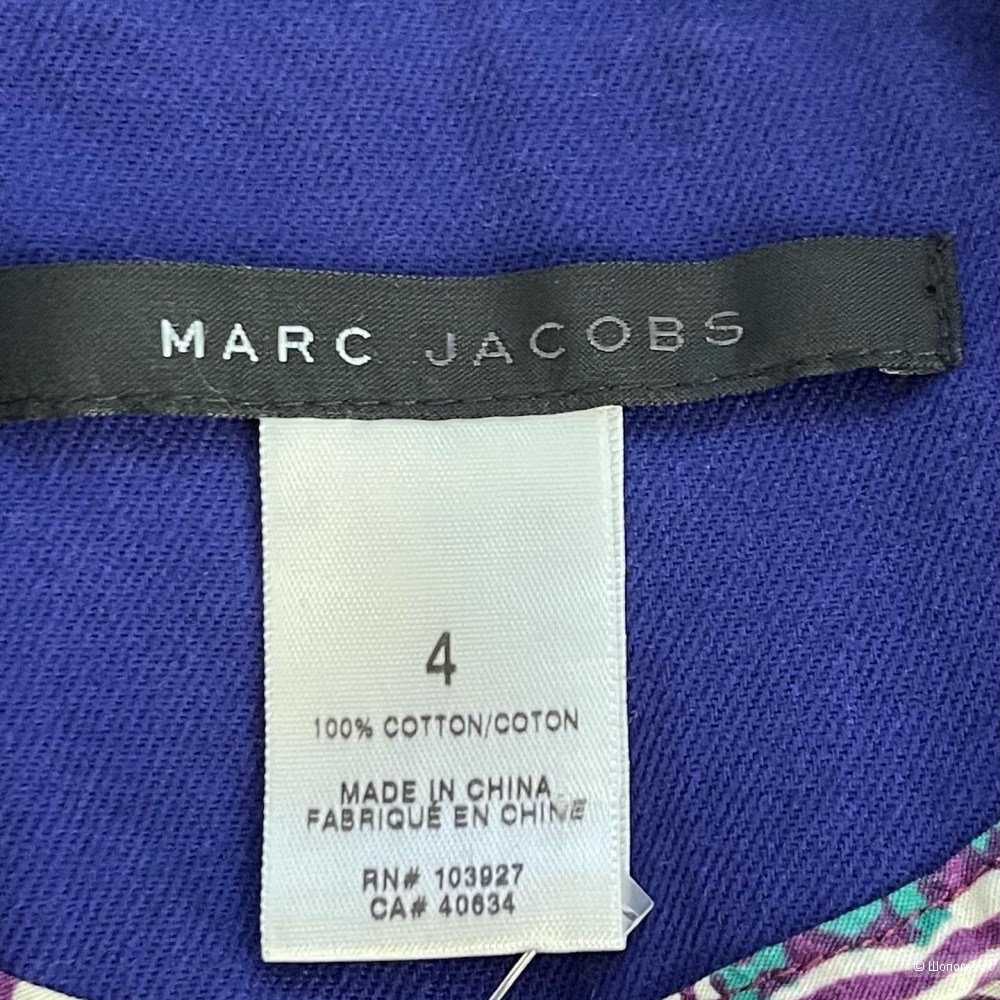 MARC JACOBS
4
100% COTTON/COTON
MADE IN CHINA
FABRIQUÉ EN CHINE
RN# 103927
CA# 40634